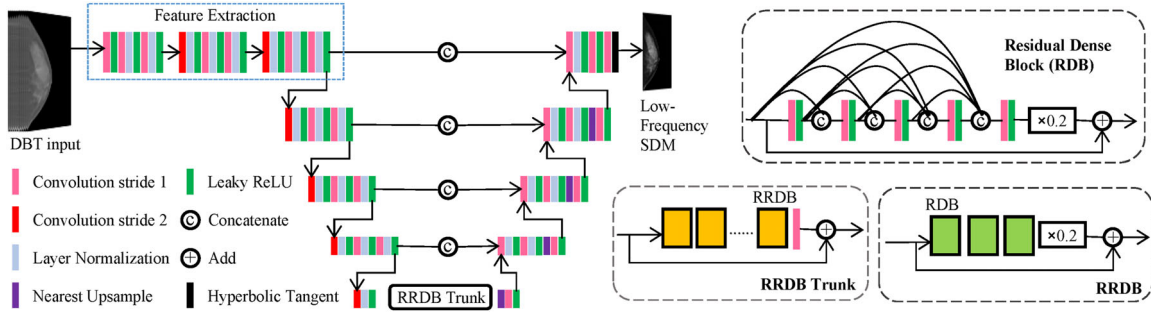 Feature Extraction
DBT input
C
C
C
C
Low-
Frequency
SDM
RRDB Trunk
Convolution stride 1
Leaky ReLU
Convolution stride 2
C Concatenate
Layer Normalization
+ Add
Nearest Upsample
Hyperbolic Tangent
Residual Dense
Block (RDB)
C C C C ×0.2 +
RRDB
...... +
RRDB Trunk
RDB
×0.2 +
RRDB